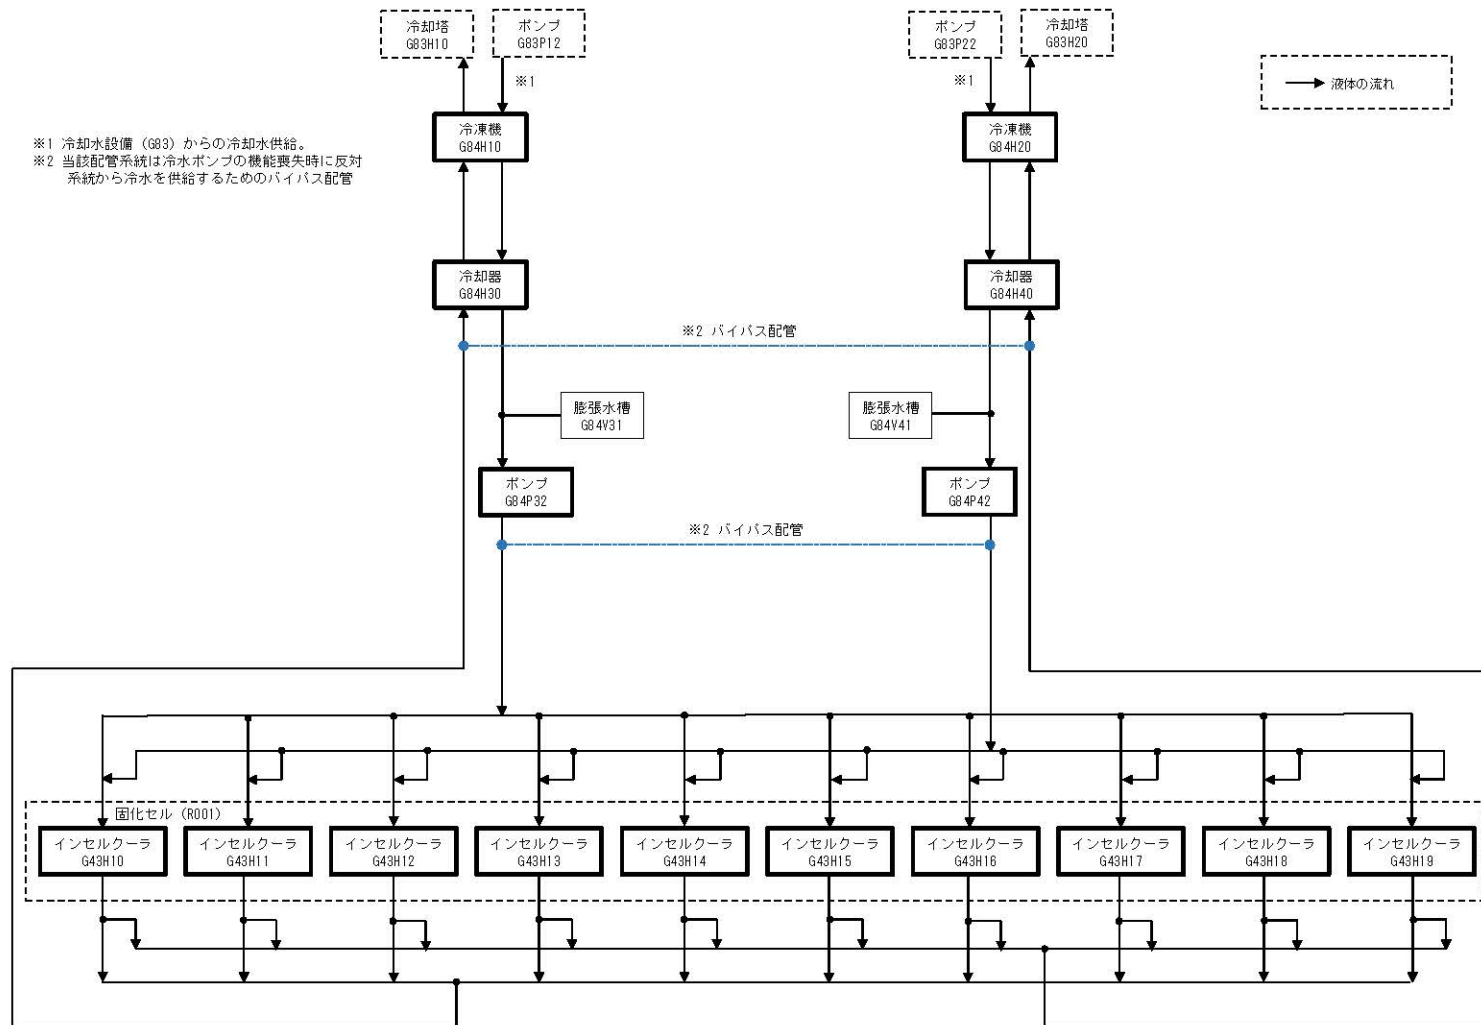 冷却塔
G83H10
ポンプ
G83P12
ポンプ
G83P22
冷却塔
G83H20
※1
※1
液体の流れ
冷凍機
G84H10
冷凍機
G84H20
※1 冷却水設備（G83）からの冷却水供給。
※2 当該配管系統は冷水ポンプの機能喪失時に反対
系統から冷水を供給するためのバイパス配管
冷却器
G84H30
冷却器
G84H40
※2 バイパス配管
膨張水槽
G84V31
膨張水槽
G84V41
ポンプ
G84P32
ポンプ
G84P42
※2 バイパス配管
固化セル（R001）
インセルクーラ
G43H10
インセルクーラ
G43H11
インセルクーラ
G43H12
インセルクーラ
G43H13
インセルクーラ
G43H14
インセルクーラ
G43H15
インセルクーラ
G43H16
インセルクーラ
G43H17
インセルクーラ
G43H18
インセルクーラ
G43H19